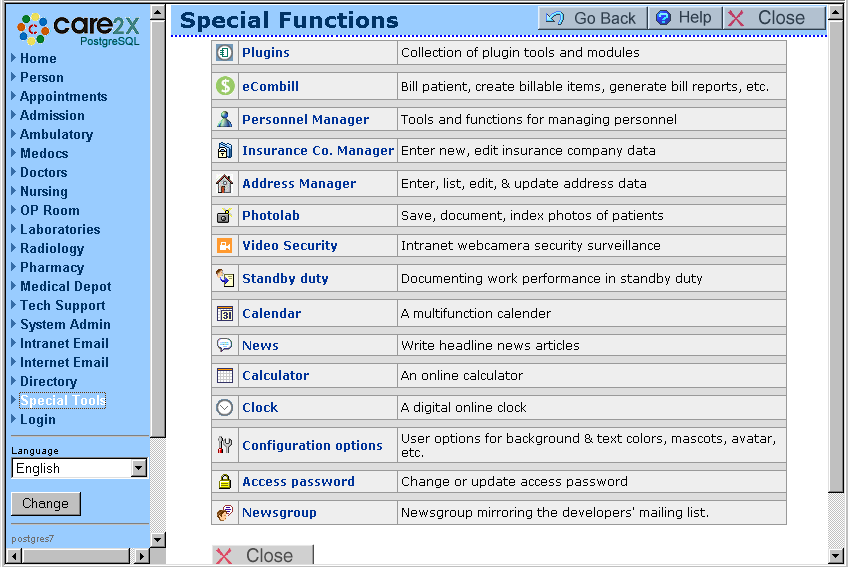 care2X
PostgreSQL
Home
Person
Appointments
Admission
Ambulatory
Medocs
Doctors
Nursing
OP Room
Laboratories
Radiology
Pharmacy
Medical Depot
Tech Support
System Admin
Intranet Email
Internet Email
Directory
Special Tools
Login
Language
English
Change
postgres7
Special Functions
Go Back
Help
Close
Plugins Collection of plugin tools and modules
eCombill Bill patient, create billable items, generate bill reports, etc.
Personnel Manager Tools and functions for managing personnel
Insurance Co. Manager Enter new, edit insurance company data
Address Manager Enter, list, edit, & update address data
Photolab Save, document, index photos of patients
Video Security Intranet webcamera security surveillance
Standby duty Documenting work performance in standby duty
31
Calendar A multifunction calender
News Write headline news articles
Calculator An online calculator
Clock A digital online clock
Configuration options User options for background & text colors, mascots, avatar,
etc.
Access password Change or update access password
Newsgroup Newsgroup mirroring the developers' mailing list.
Close